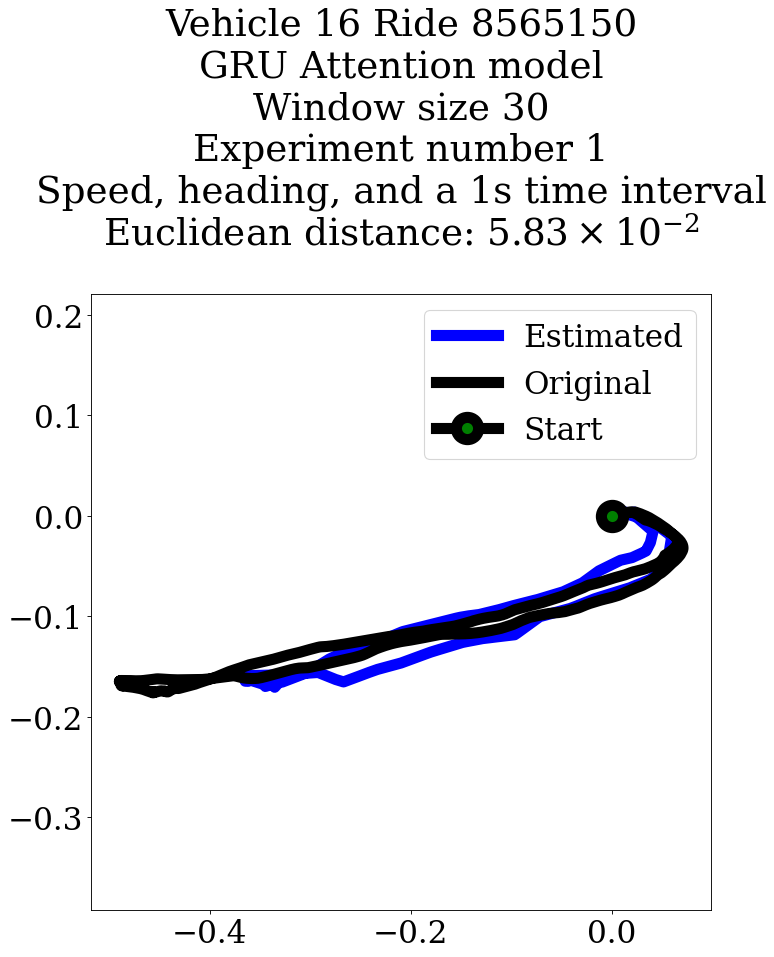 Vehicle 16 Ride 8565150
GRU Attention model
Window size 30
Experiment number 1
Speed, heading, and a 1s time interval
Euclidean distance: 5.83 × 10⁻²
Estimated
Original
Start
0.2
0.1
0.0
−0.1
−0.2
−0.3
−0.4
−0.2
0.0